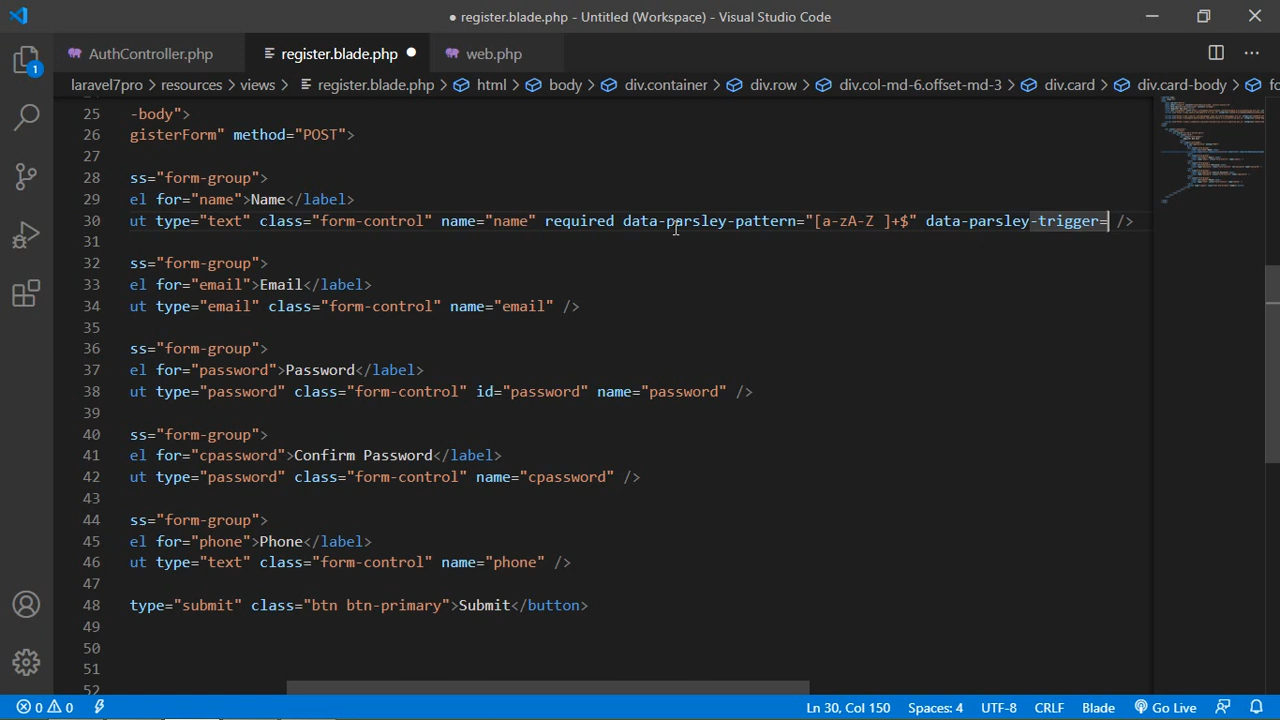 ● register.blade.php - Untitled (Workspace) - Visual Studio Code
AuthController.php register.blade.php web.php
laravel7pro › resources › views › register.blade.php › html › body › div.container › div.row › div.col-md-6.offset-md-3 › div.card › div.card-body › fo
1
25 -body">
26 gisterForm" method="POST">
27
28 ss="form-group">
29 el for="name">Name</label>
30 ut type="text" class="form-control" name="name" required data-parsley-pattern="[a-zA-Z ]+$" data-parsley-trigger= />
31
32 ss="form-group">
33 el for="email">Email</label>
34 ut type="email" class="form-control" name="email" />
35
36 ss="form-group">
37 el for="password">Password</label>
38 ut type="password" class="form-control" id="password" name="password" />
39
40 ss="form-group">
41 el for="cpassword">Confirm Password</label>
42 ut type="password" class="form-control" name="cpassword" />
43
44 ss="form-group">
45 el for="phone">Phone</label>
46 ut type="text" class="form-control" name="phone" />
47
48 type="submit" class="btn btn-primary">Submit</button>
49
50
51
52
0 0 Ln 30, Col 150 Spaces: 4 UTF-8 CRLF Blade Go Live